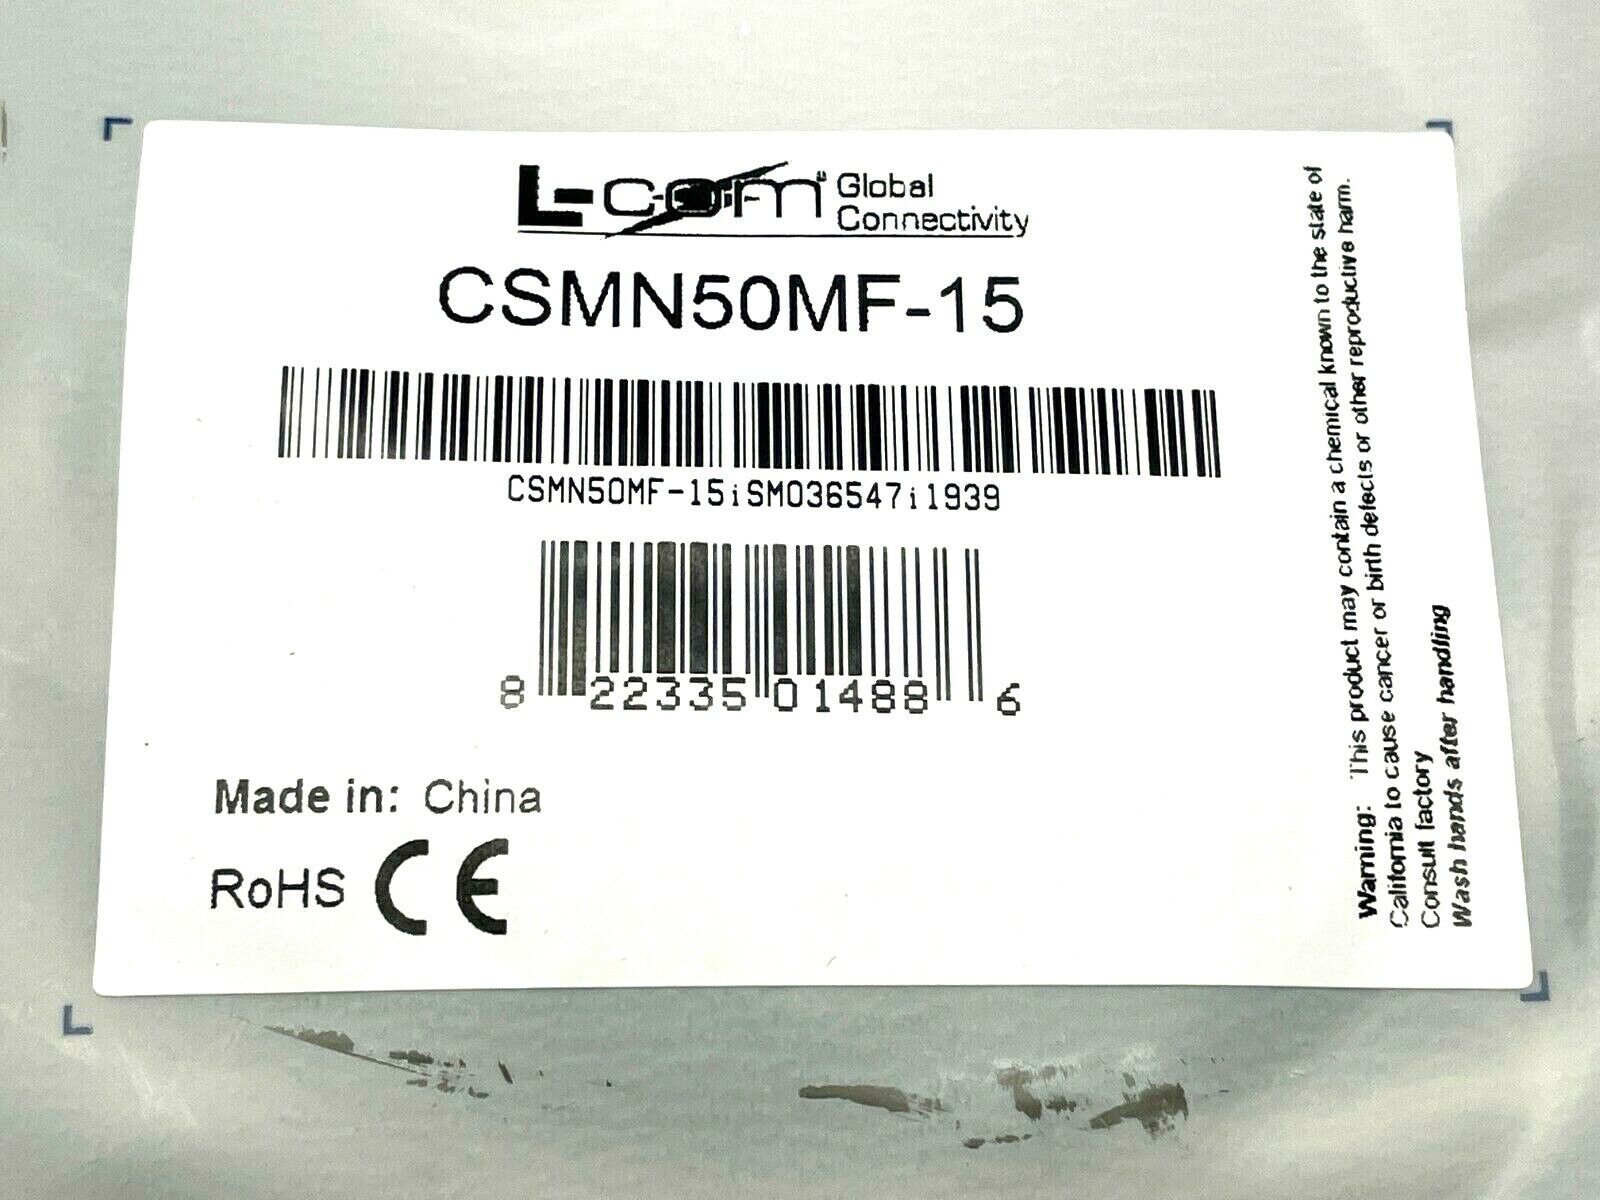 L-com® Global
Connectivity
CSMN50MF-15
CSMN50MF-15iSM036547i1939
8 22335 01488 6
Made in: China
RoHS CE
Warning: This product may contain a chemical known to the state of
California to cause cancer or birth defects or other reproductive harm.
Consult factory
Wash hands after handling